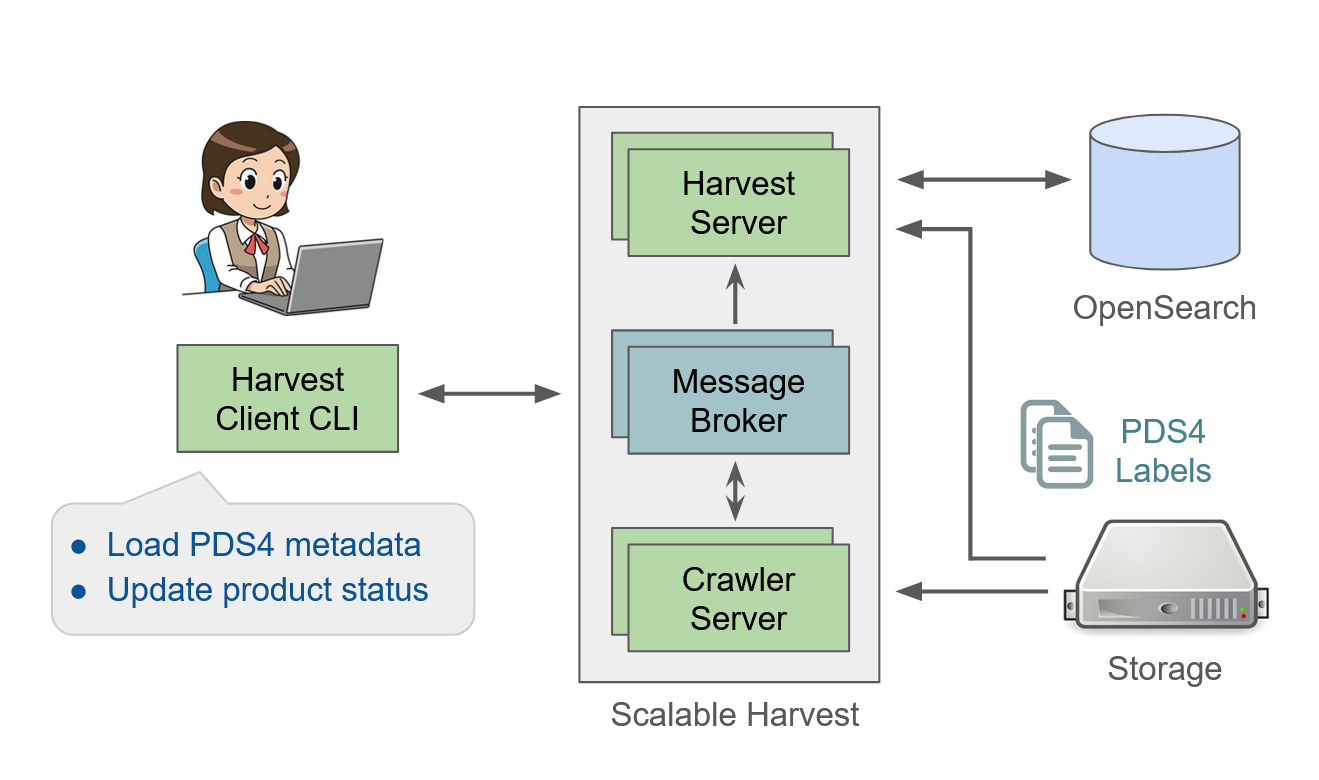 Harvest
Client CLI
● Load PDS4 metadata
● Update product status
Harvest
Server
Message
Broker
Crawler
Server
Scalable Harvest
OpenSearch
PDS4
Labels
Storage